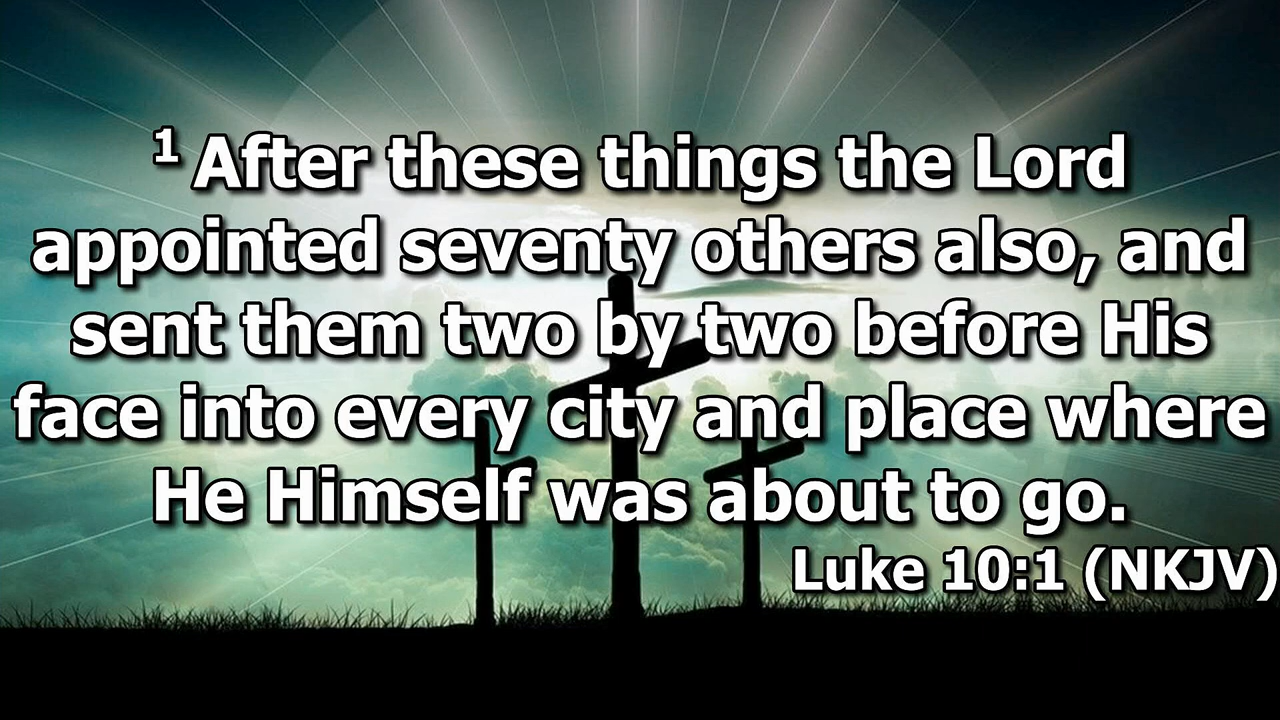 1 After these things the Lord
appointed seventy others also, and
sent them two by two before His
face into every city and place where
He Himself was about to go.
Luke 10:1 (NKJV)